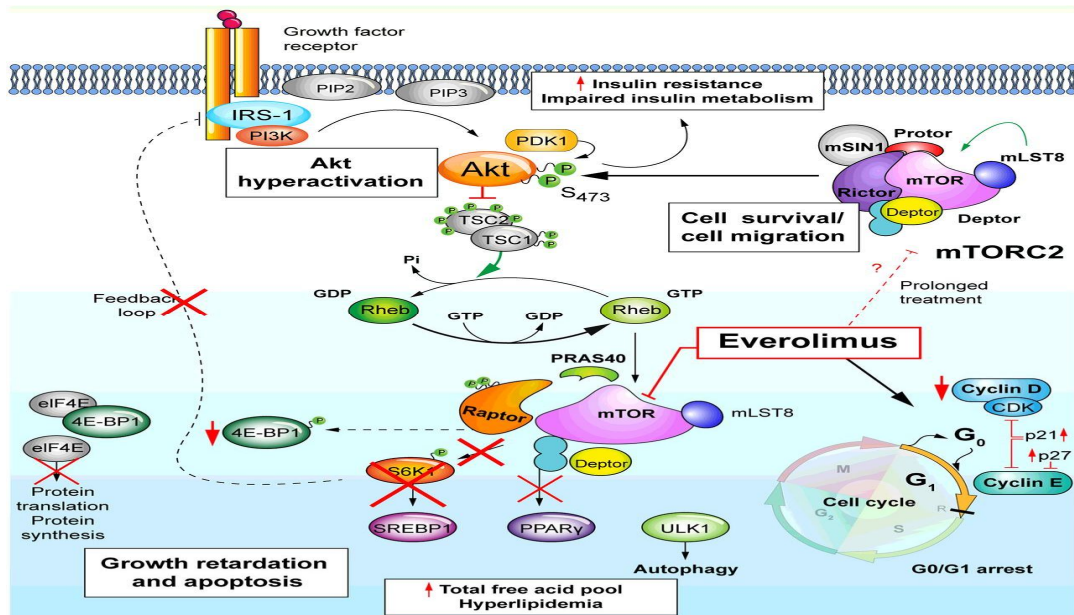 Growth factor
receptor
PIP2
PIP3
IRS-1
PI3K
Insulin resistance
Impaired insulin metabolism
PDK1
Akt
hyperactivation
Akt
P
P
S473
mSIN1
Protor
mLST8
mTOR
Rictor
Deptor
Deptor
mTORC2
Cell survival/
cell migration
P
P
P
P
P
P
TSC2
TSC1
P
P
Pi
Feedback
loop
GDP
Rheb
GTP
GDP
Rheb
GTP
?
Prolonged
treatment
Everolimus
PRAS40
P
P
P
Raptor
mTOR
mLST8
Deptor
eIF4E
4E-BP1
eIF4E
4E-BP1
P
P
S6K1
Protein
translation
Protein
synthesis
SREBP1
PPARγ
ULK1
Autophagy
Cyclin D
CDK
p21
p27
Cyclin E
G0
G1
M
G2
S
R
Cell cycle
G0/G1 arrest
Growth retardation
and apoptosis
Total free acid pool
Hyperlipidemia